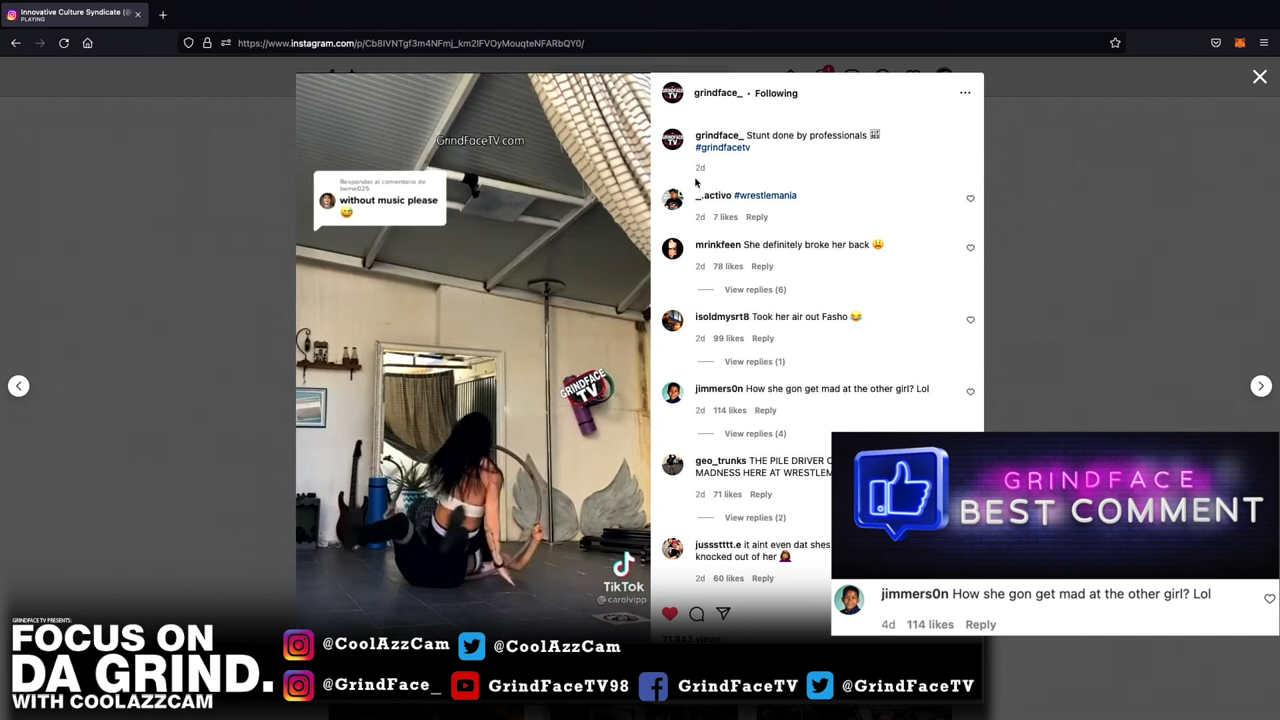 Innovative Culture Syndicate (@
PLAYING
https://www.instagram.com/p/Cb8IVNTgf3m4NFmj_km2IFVOyMouqteNFARbQY0/
GrindFaceTV.com
Responder al comentario de
beme025
without music please
😅
GRINDFACE
TV
TikTok
@carolvipp
grindface_ • Following
grindface_ Stunt done by professionals
#grindfacetv
2d
_.activo #wrestlemania
2d 7 likes Reply
mrinkfeen She definitely broke her back 😩
2d 78 likes Reply
View replies (6)
isoldmysrt8 Took her air out Fasho 😂
2d 99 likes Reply
View replies (1)
jimmers0n How she gon get mad at the other girl? Lol
2d 114 likes Reply
View replies (4)
geo_trunks THE PILE DRIVER
MADNESS HERE AT WRESTLEM
2d 71 likes Reply
View replies (2)
jussstttt.e it aint even dat shes
knocked out of her
2d 60 likes Reply
GRINDFACE
BEST COMMENT
jimmers0n How she gon get mad at the other girl? Lol
4d 114 likes Reply
GRINDFACE TV PRESENTS:
FOCUS ON
DA GRIND.
WITH COOLAZZCAM
@CoolAzzCam @CoolAzzCam
@GrindFace_ GrindFaceTV98 GrindFaceTV @GrindFaceTV